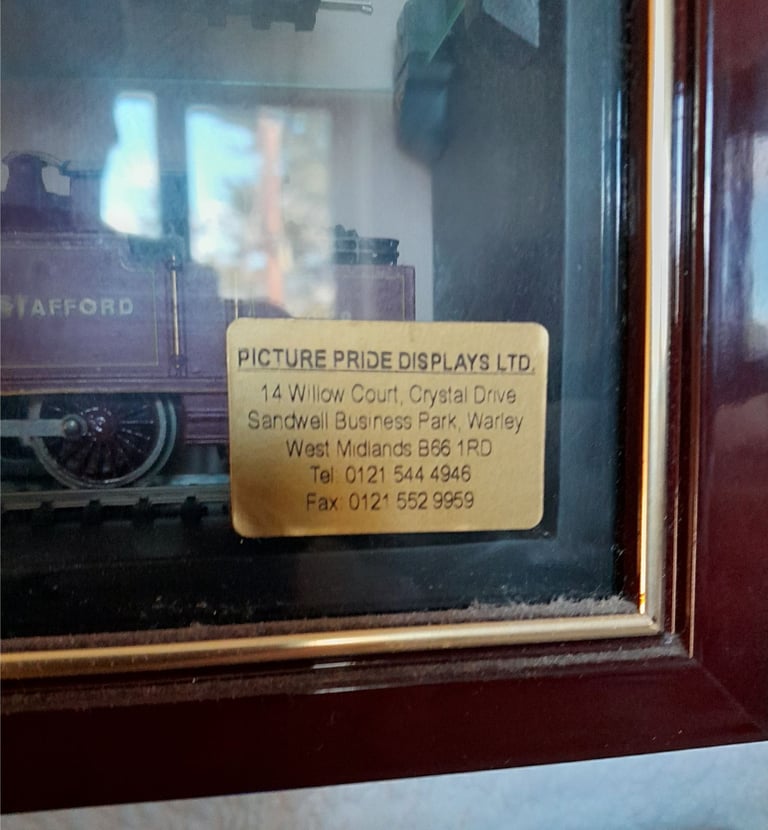 STAFFORD
PICTURE PRIDE DISPLAYS LTD.
14 Willow Court, Crystal Drive
Sandwell Business Park, Warley
West Midlands B66 1RD
Tel: 0121 544 4946
Fax: 0121 552 9959